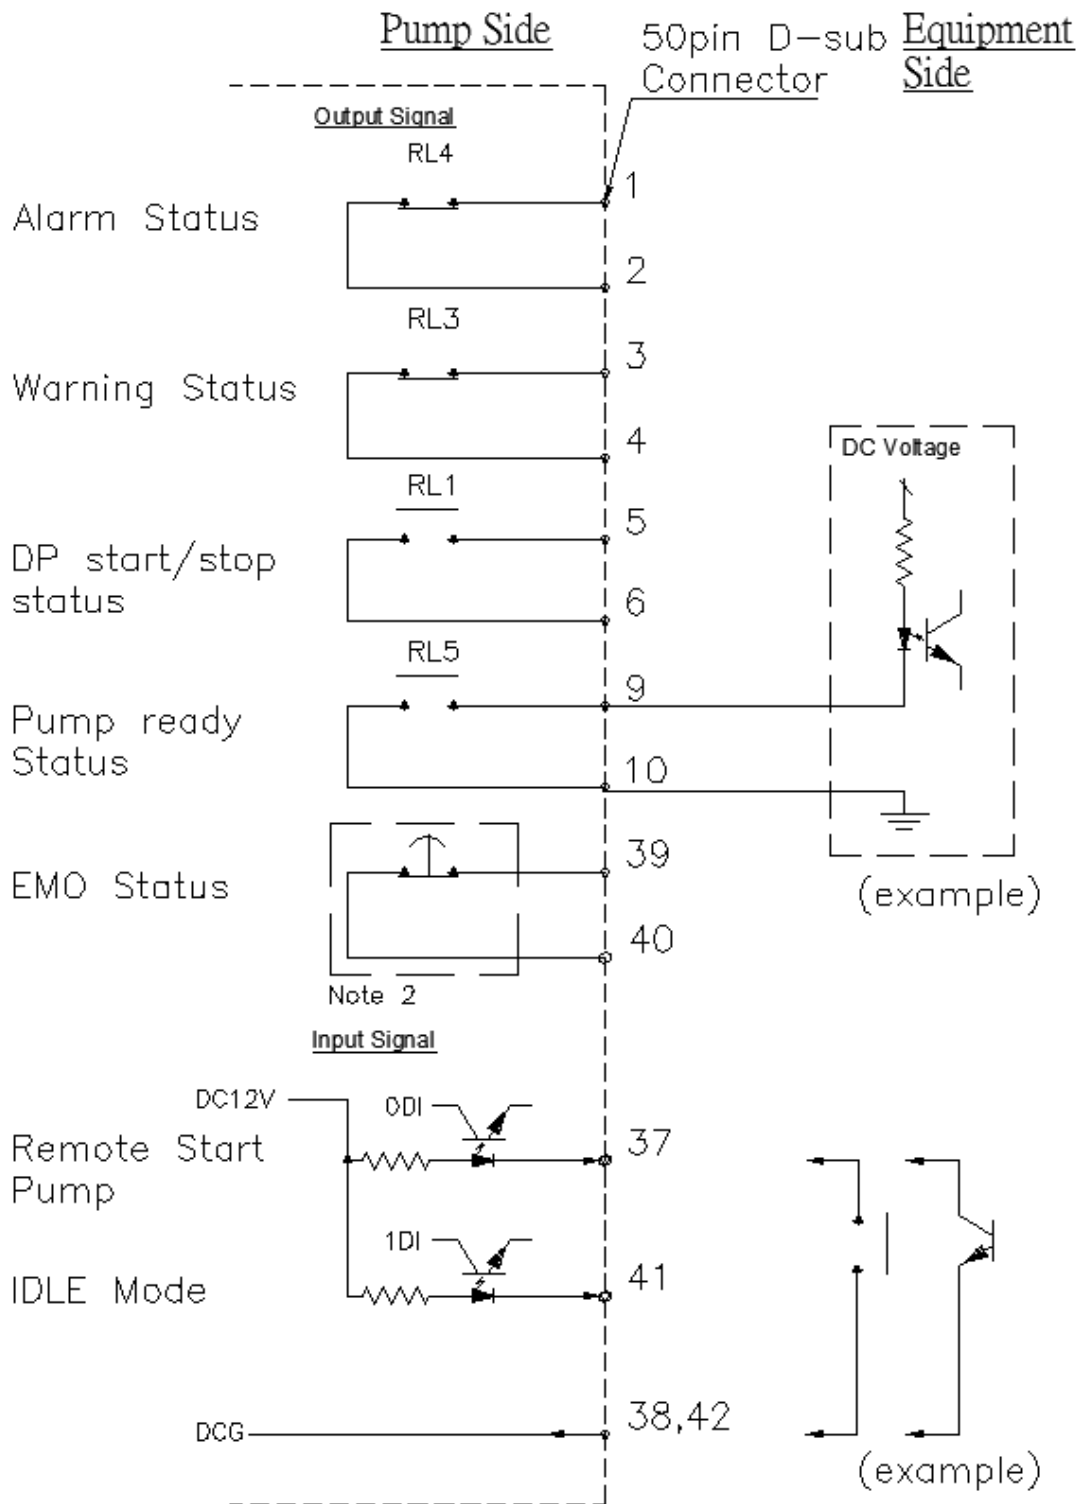 Pump Side
50pin D-sub
Connector
Equipment
Side
Output Signal
RL4
Alarm Status
1
2
RL3
Warning Status
3
4
RL1
DP start/stop
status
5
6
DC Voltage
RL5
Pump ready
Status
9
10
EMO Status
39
40
(example)
Note 2
Input Signal
DC12V
0DI
Remote Start
Pump
37
1DI
IDLE Mode
41
DCG
38,42
(example)